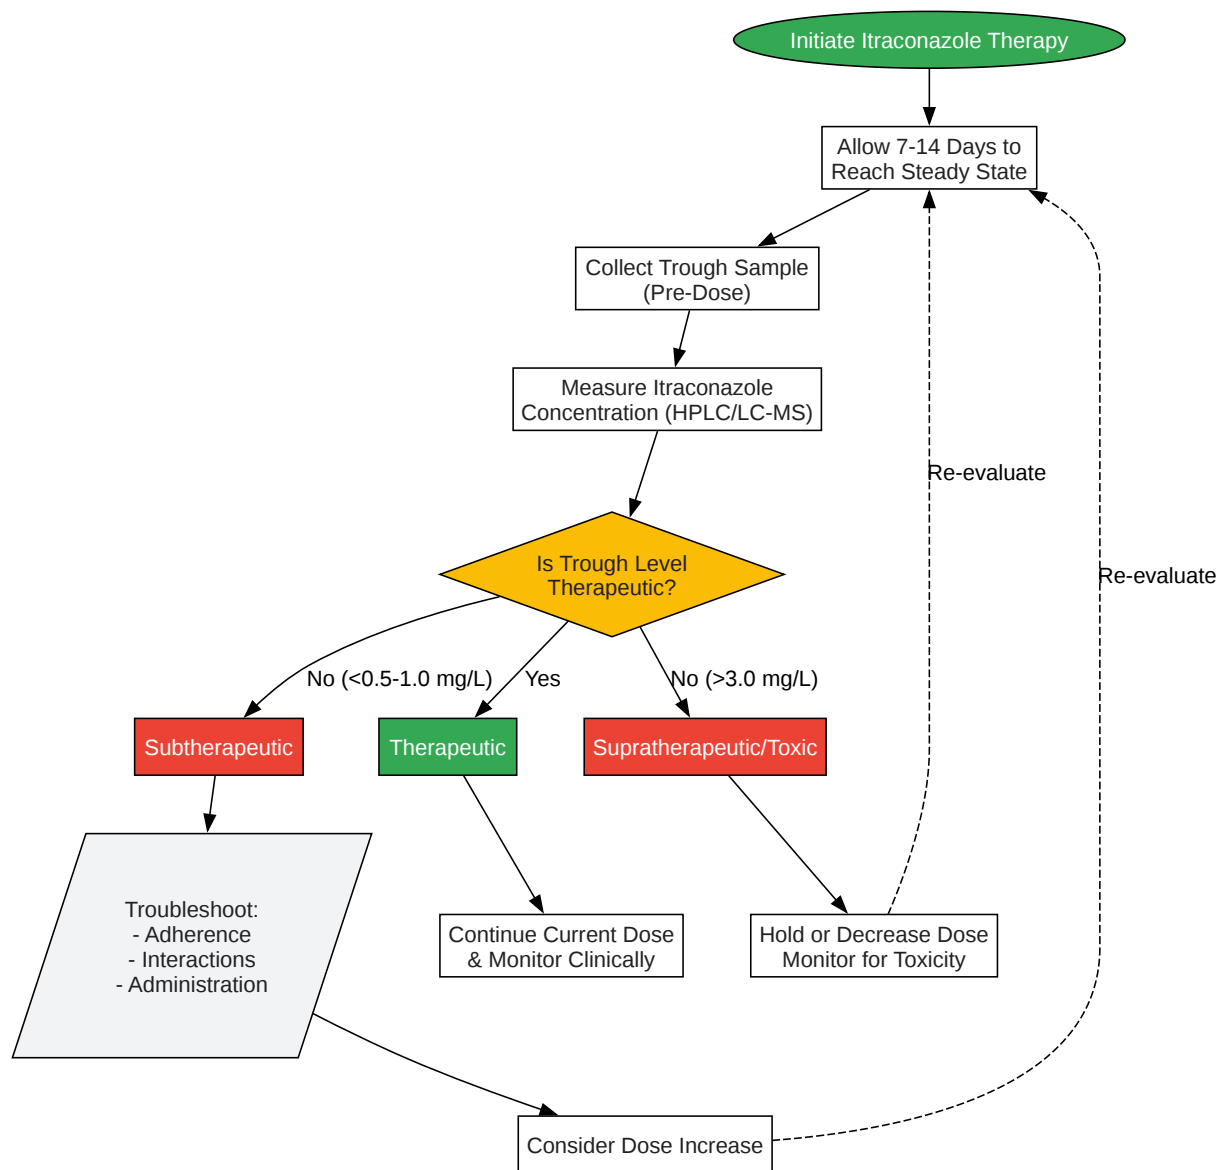 Initiate Itraconazole Therapy
Allow 7-14 Days to
Reach Steady State
Collect Trough Sample
(Pre-Dose)
Measure Itraconazole
Concentration (HPLC/LC-MS)
Re-evaluate
Is Trough Level
Therapeutic?
Re-evaluate
No (<0.5-1.0 mg/L)
Yes
No (>3.0 mg/L)
Subtherapeutic
Therapeutic
Supratherapeutic/Toxic
Troubleshoot:
- Adherence
- Interactions
- Administration
Continue Current Dose
& Monitor Clinically
Hold or Decrease Dose
Monitor for Toxicity
Consider Dose Increase